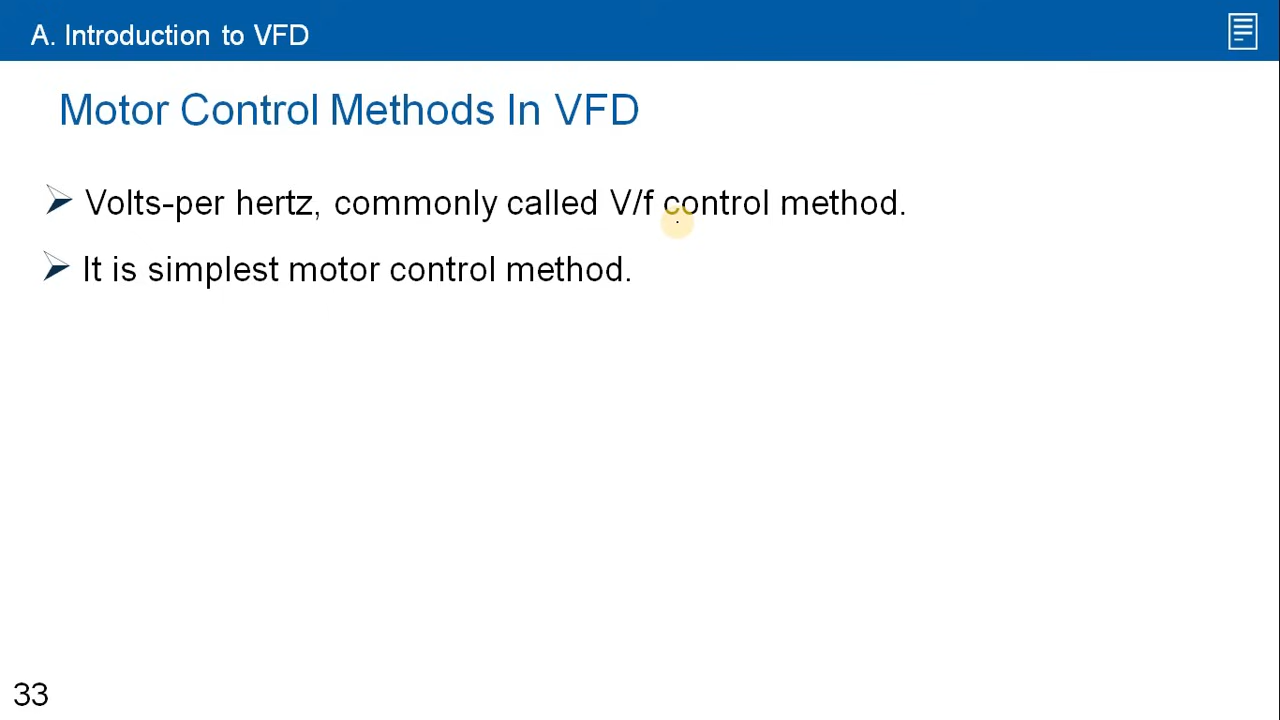 A. Introduction to VFD
Motor Control Methods In VFD
Volts-per hertz, commonly called V/f control method.
It is simplest motor control method.
33